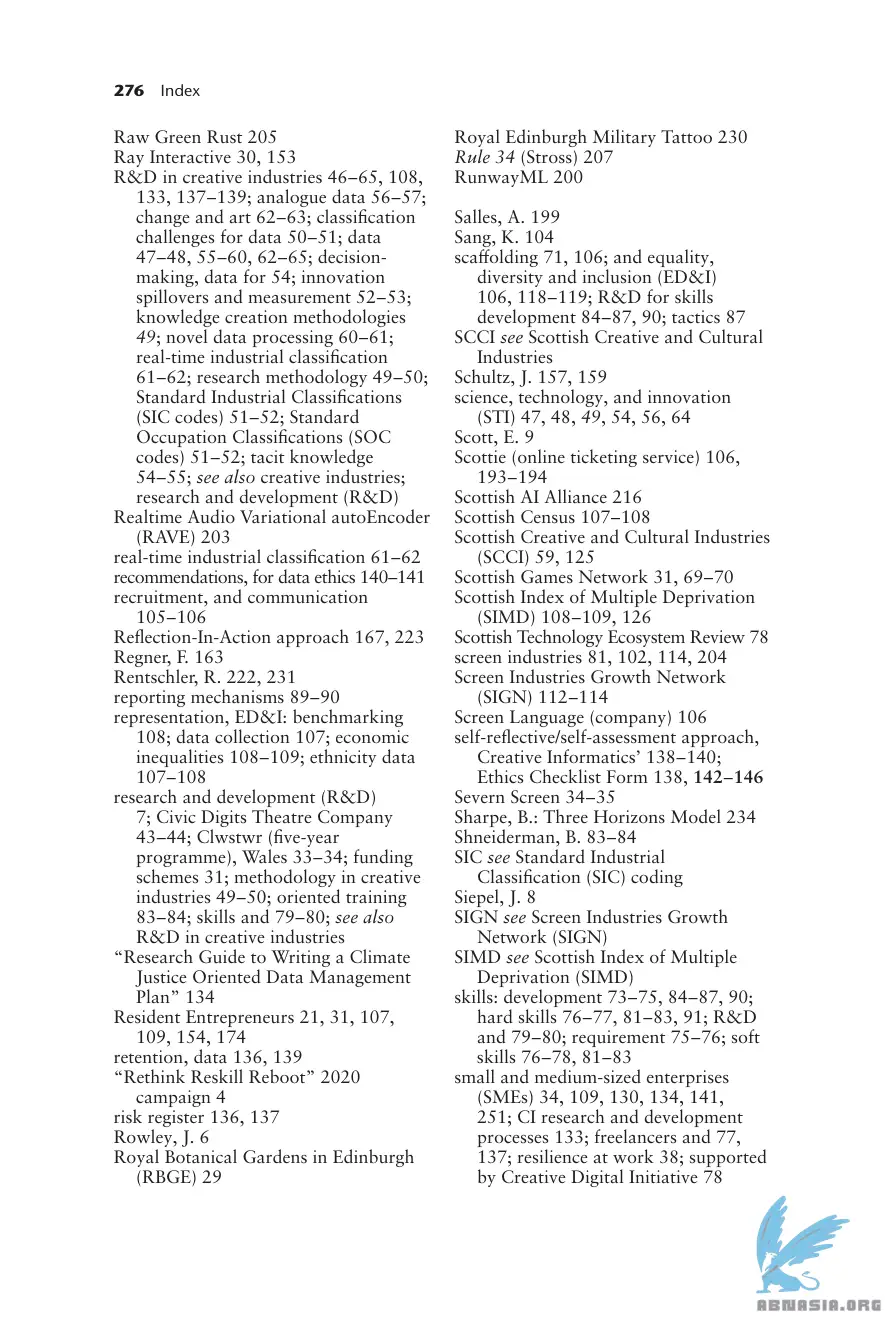 276 Index
Raw Green Rust 205
Ray Interactive 30, 153
R&D in creative industries 46–65, 108,
133, 137–139; analogue data 56–57;
change and art 62–63; classification
challenges for data 50–51; data
47–48, 55–60, 62–65; decision-
making, data for 54; innovation
spillovers and measurement 52–53;
knowledge creation methodologies
49; novel data processing 60–61;
real-time industrial classification
61–62; research methodology 49–50;
Standard Industrial Classifications
(SIC codes) 51–52; Standard
Occupation Classifications (SOC
codes) 51–52; tacit knowledge
54–55; see also creative industries;
research and development (R&D)
Realtime Audio Variational autoEncoder
(RAVE) 203
real-time industrial classification 61–62
recommendations, for data ethics 140–141
recruitment, and communication
105–106
Reflection-In-Action approach 167, 223
Regner, F. 163
Rentschler, R. 222, 231
reporting mechanisms 89–90
representation, ED&I: benchmarking
108; data collection 107; economic
inequalities 108–109; ethnicity data
107–108
research and development (R&D)
7; Civic Digits Theatre Company
43–44; Clwstwr (five-year
programme), Wales 33–34; funding
schemes 31; methodology in creative
industries 49–50; oriented training
83–84; skills and 79–80; see also
R&D in creative industries
“Research Guide to Writing a Climate
Justice Oriented Data Management
Plan” 134
Resident Entrepreneurs 21, 31, 107,
109, 154, 174
retention, data 136, 139
“Rethink Reskill Reboot” 2020
campaign 4
risk register 136, 137
Rowley, J. 6
Royal Botanical Gardens in Edinburgh
(RBGE) 29
Royal Edinburgh Military Tattoo 230
Rule 34 (Stross) 207
RunwayML 200
Salles, A. 199
Sang, K. 104
scaffolding 71, 106; and equality,
diversity and inclusion (ED&I)
106, 118–119; R&D for skills
development 84–87, 90; tactics 87
SCCI see Scottish Creative and Cultural
Industries
Schultz, J. 157, 159
science, technology, and innovation
(STI) 47, 48, 49, 54, 56, 64
Scott, E. 9
Scottie (online ticketing service) 106,
193–194
Scottish AI Alliance 216
Scottish Census 107–108
Scottish Creative and Cultural Industries
(SCCI) 59, 125
Scottish Games Network 31, 69–70
Scottish Index of Multiple Deprivation
(SIMD) 108–109, 126
Scottish Technology Ecosystem Review 78
screen industries 81, 102, 114, 204
Screen Industries Growth Network
(SIGN) 112–114
Screen Language (company) 106
self-reflective/self-assessment approach,
Creative Informatics’ 138–140;
Ethics Checklist Form 138, 142–146
Severn Screen 34–35
Sharpe, B.: Three Horizons Model 234
Shneiderman, B. 83–84
SIC see Standard Industrial
Classification (SIC) coding
Siepel, J. 8
SIGN see Screen Industries Growth
Network (SIGN)
SIMD see Scottish Index of Multiple
Deprivation (SIMD)
skills: development 73–75, 84–87, 90;
hard skills 76–77, 81–83, 91; R&D
and 79–80; requirement 75–76; soft
skills 76–78, 81–83
small and medium-sized enterprises
(SMEs) 34, 109, 130, 134, 141,
251; CI research and development
processes 133; freelancers and 77,
137; resilience at work 38; supported
by Creative Digital Initiative 78
ABNASIA.ORG